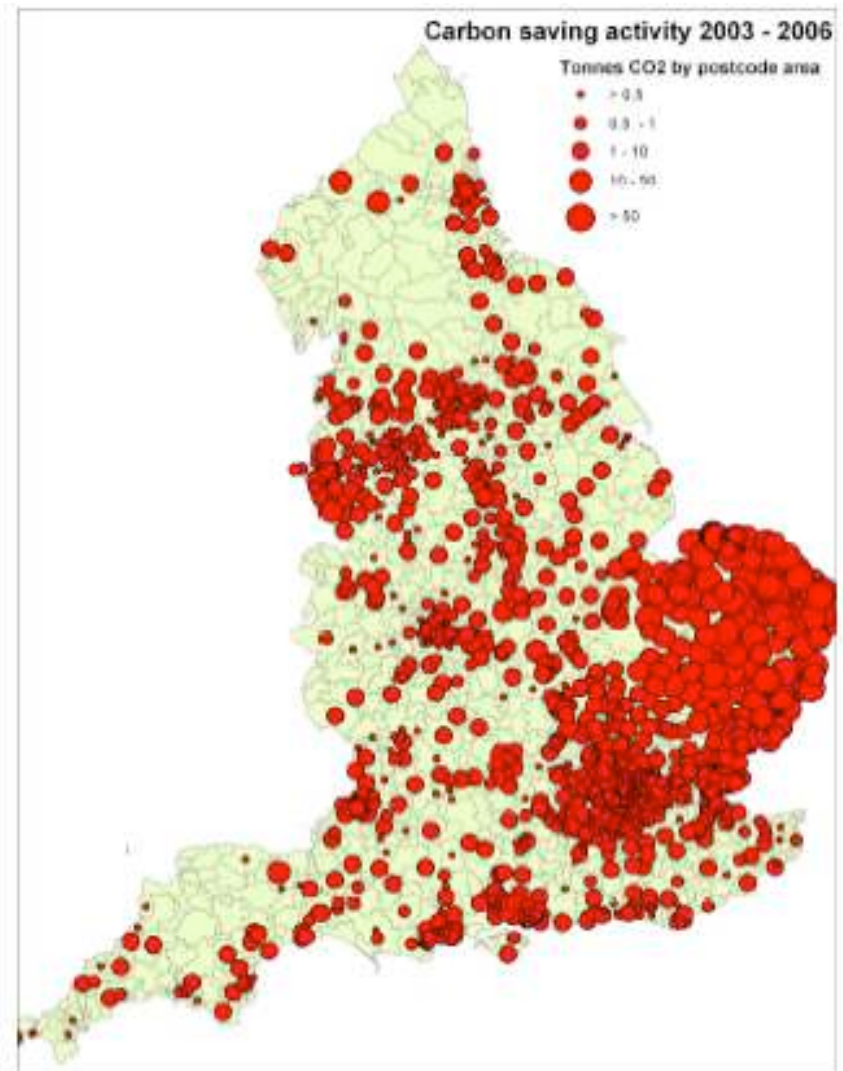 Carbon saving activity 2003 - 2006
Tonnes CO2 by postcode area
> 0.5
0.5 - 1
1 - 10
10 - 50
> 50